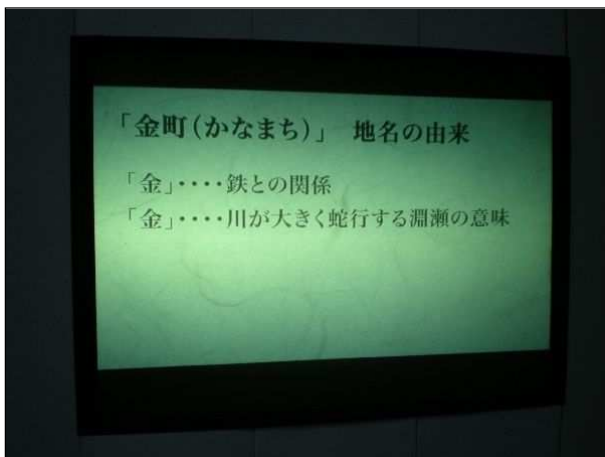 「金町(かなまち)」 地名の由来
「金」････鉄との関係
「金」････川が大きく蛇行する淵瀬の意味